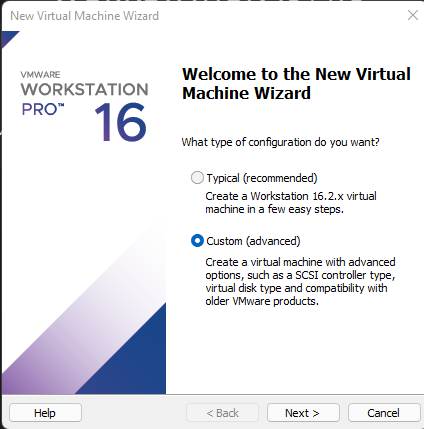 New Virtual Machine Wizard
VMWARE
WORKSTATION
PRO™ 16
Welcome to the New Virtual
Machine Wizard
What type of configuration do you want?
Typical (recommended)
Create a Workstation 16.2.x virtual
machine in a few easy steps.
Custom (advanced)
Create a virtual machine with advanced
options, such as a SCSI controller type,
virtual disk type and compatibility with
older VMware products.
Help
< Back
Next >
Cancel